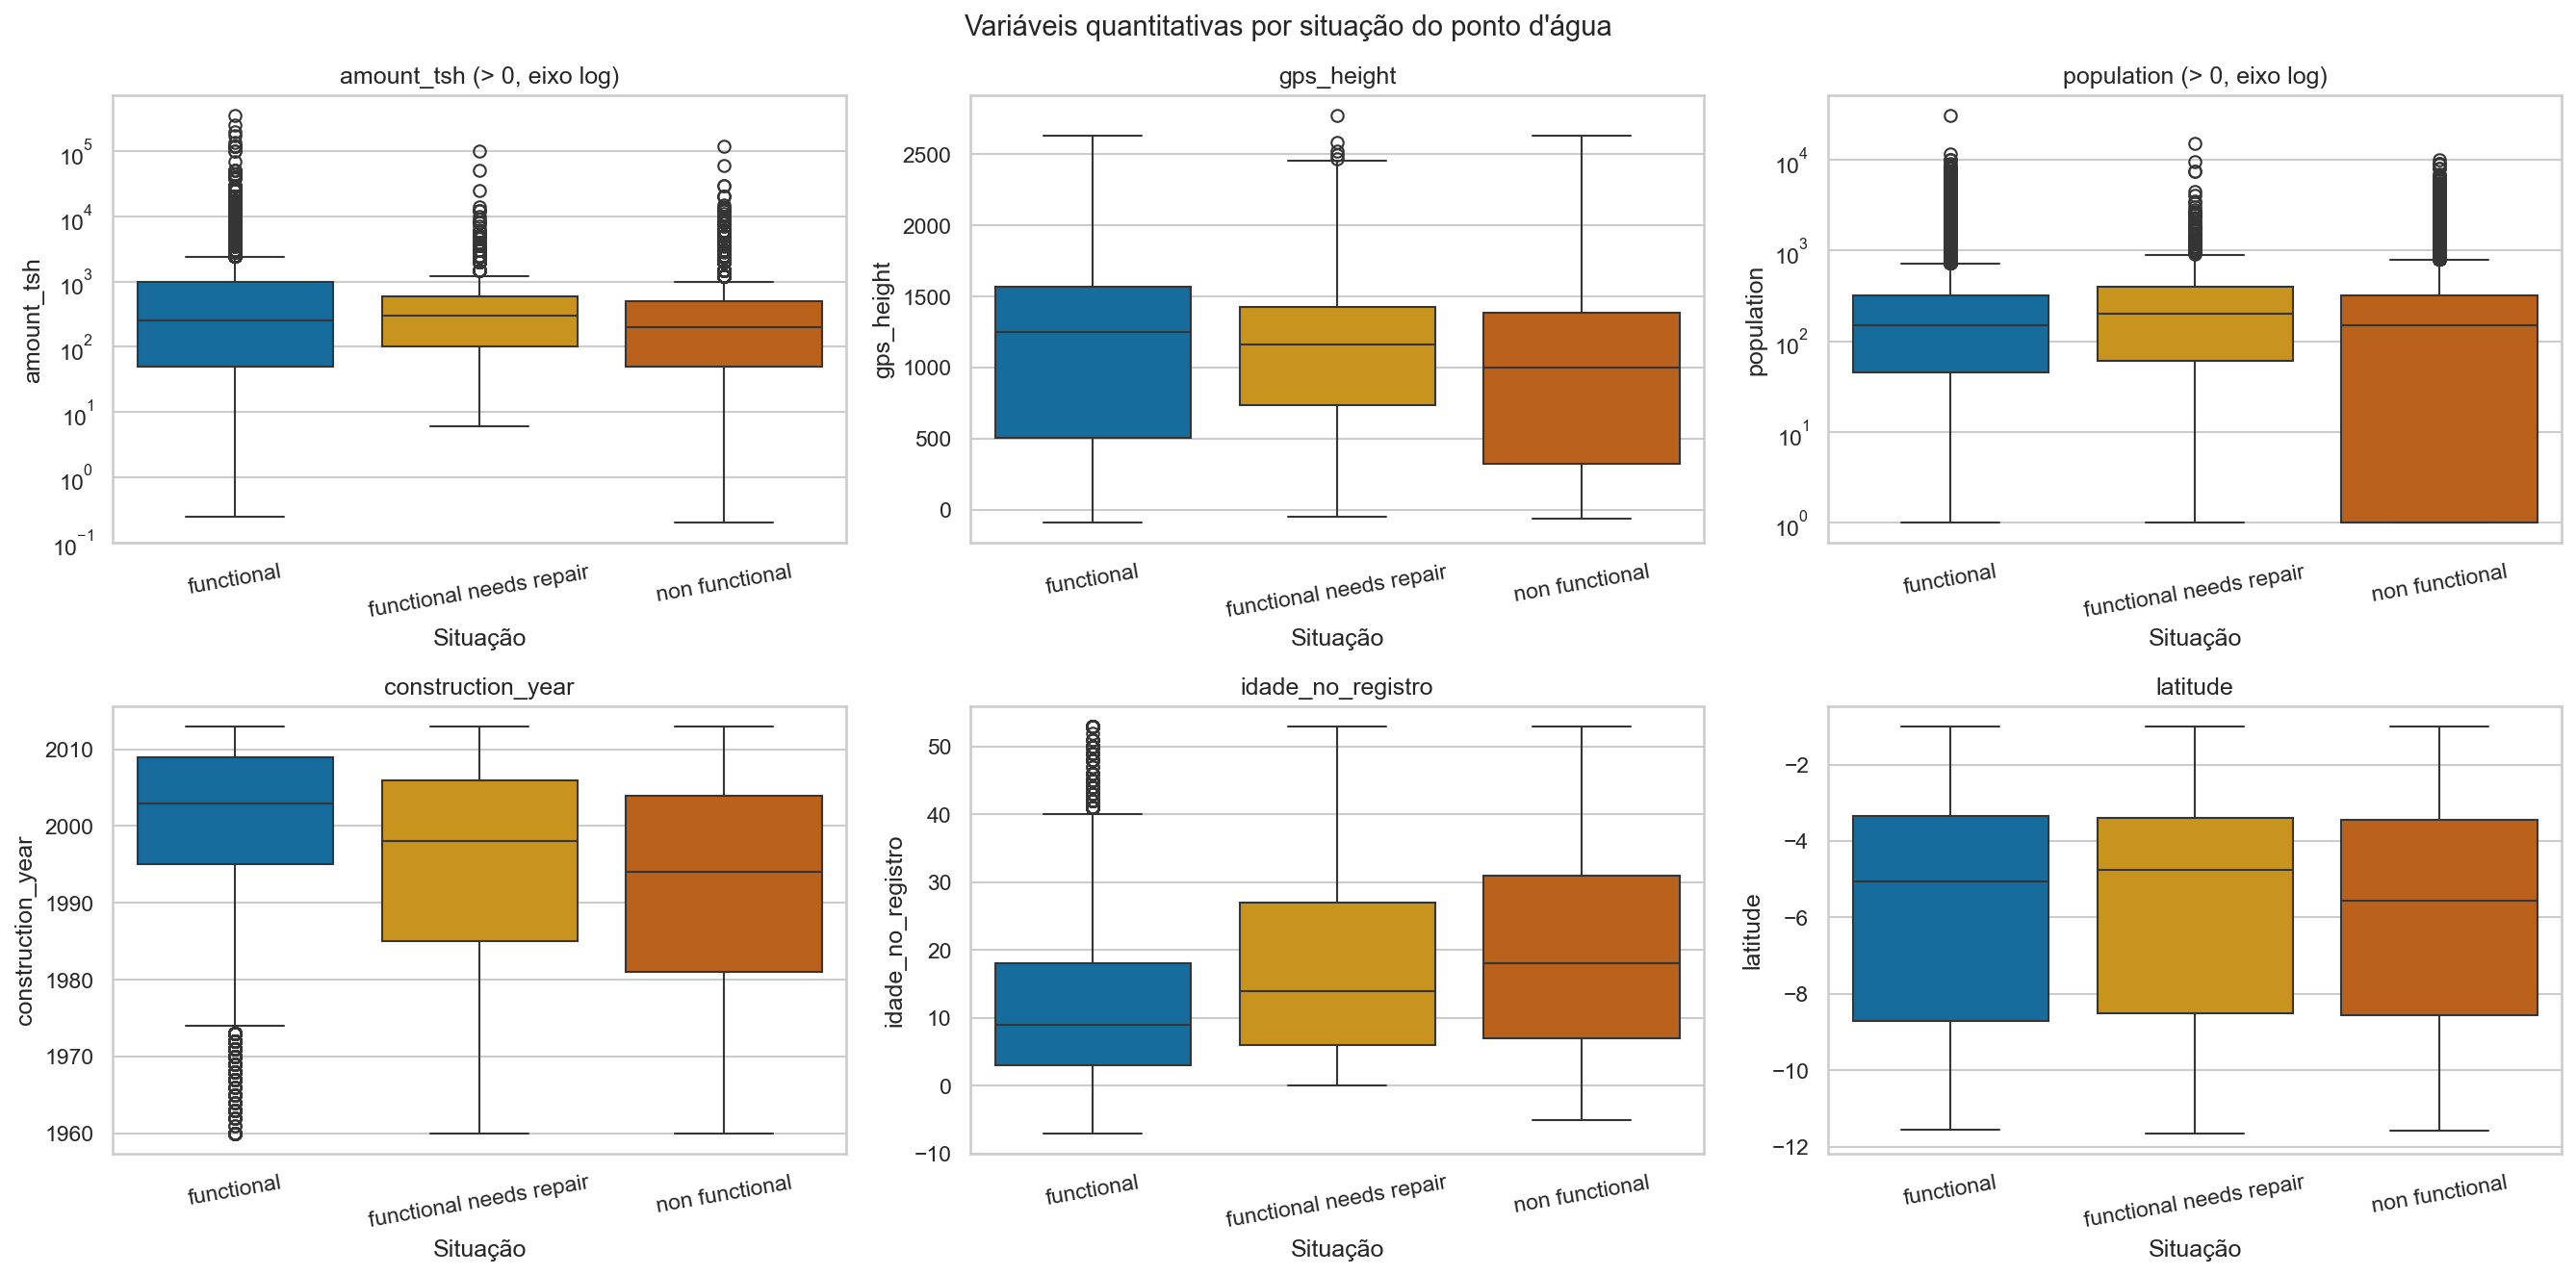 Variáveis quantitativas por situação do ponto d'água
amount_tsh (> 0, eixo log)
amount_tsh
10^5
10^4
10^3
10^2
10^1
10^0
10^−1
functional
functional needs repair
non functional
Situação
gps_height
gps_height
2500
2000
1500
1000
500
0
functional
functional needs repair
non functional
Situação
population (> 0, eixo log)
population
10^4
10^3
10^2
10^1
10^0
functional
functional needs repair
non functional
Situação
construction_year
construction_year
2010
2000
1990
1980
1970
1960
functional
functional needs repair
non functional
Situação
idade_no_registro
idade_no_registro
50
40
30
20
10
0
−10
functional
functional needs repair
non functional
Situação
latitude
latitude
−2
−4
−6
−8
−10
−12
functional
functional needs repair
non functional
Situação